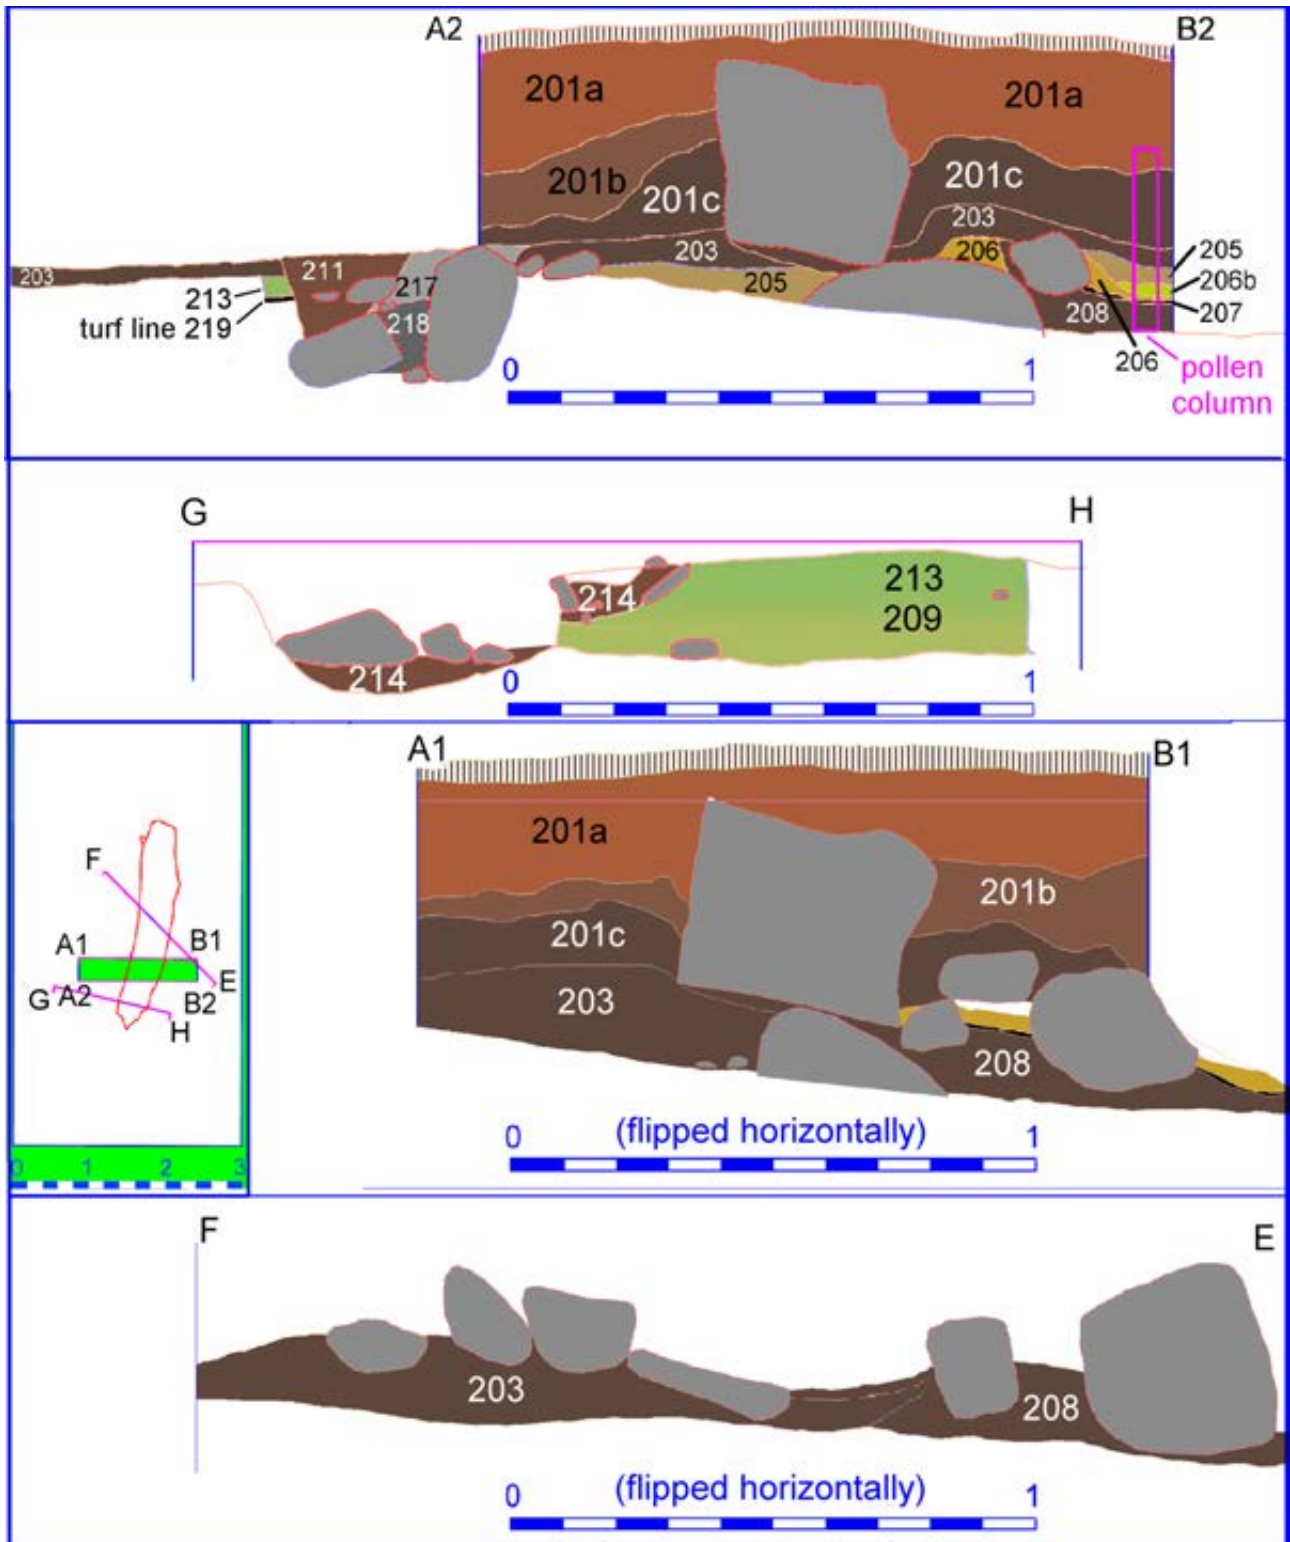 A2 B2
201a 201a
201b 201c 201c
203
203 203 211 206 205
217 205 206b
213 207
turf line 219 218 208
206
0 1 pollen
column
G H
213
214
209
214
0 1
A1 B1
201a
F 201b
201c
A1 B1
203
E
G A2 B2
H 208
0 (flipped horizontally) 1
0 1 2 3
F E
203 208
0 (flipped horizontally) 1